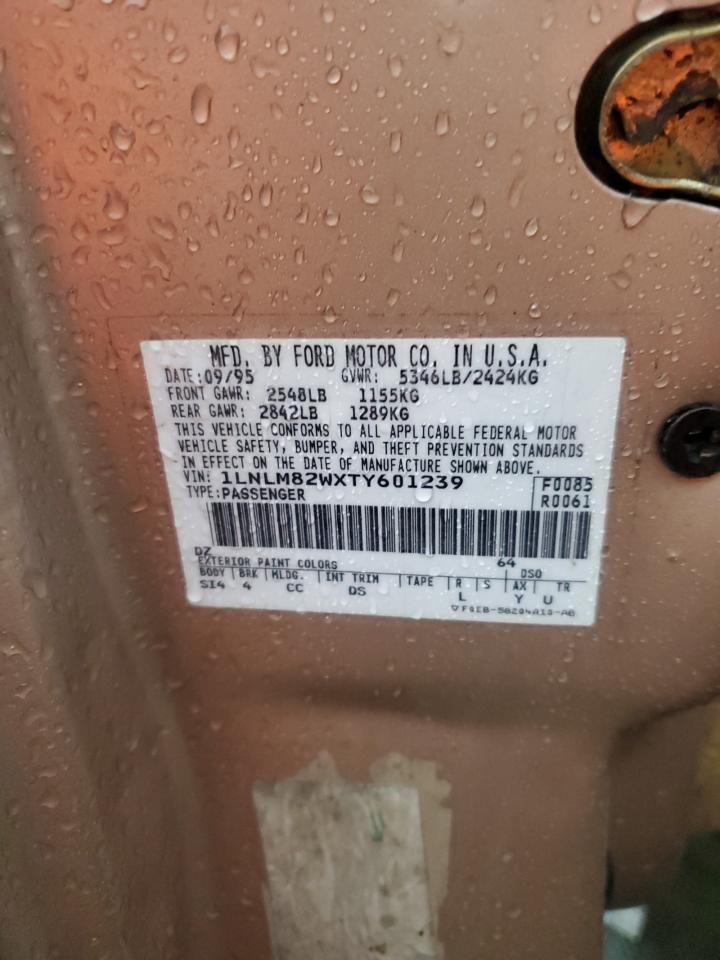 MFD. BY FORD MOTOR CO. IN U.S.A.
DATE: 09/95 GVWR: 5346LB/2424KG
FRONT GAWR: 2548LB 1155KG
REAR GAWR: 2842LB 1289KG
THIS VEHICLE CONFORMS TO ALL APPLICABLE FEDERAL MOTOR
VEHICLE SAFETY, BUMPER, AND THEFT PREVENTION STANDARDS
IN EFFECT ON THE DATE OF MANUFACTURE SHOWN ABOVE.
VIN: 1LNLM82WXTY601239 F0085
TYPE: PASSENGER R0061
DZ 64
EXTERIOR PAINT COLORS DSO
BODY BRK MLDG. INT TRIM TAPE R S AX TR
SI4 4 CC DS L Y U